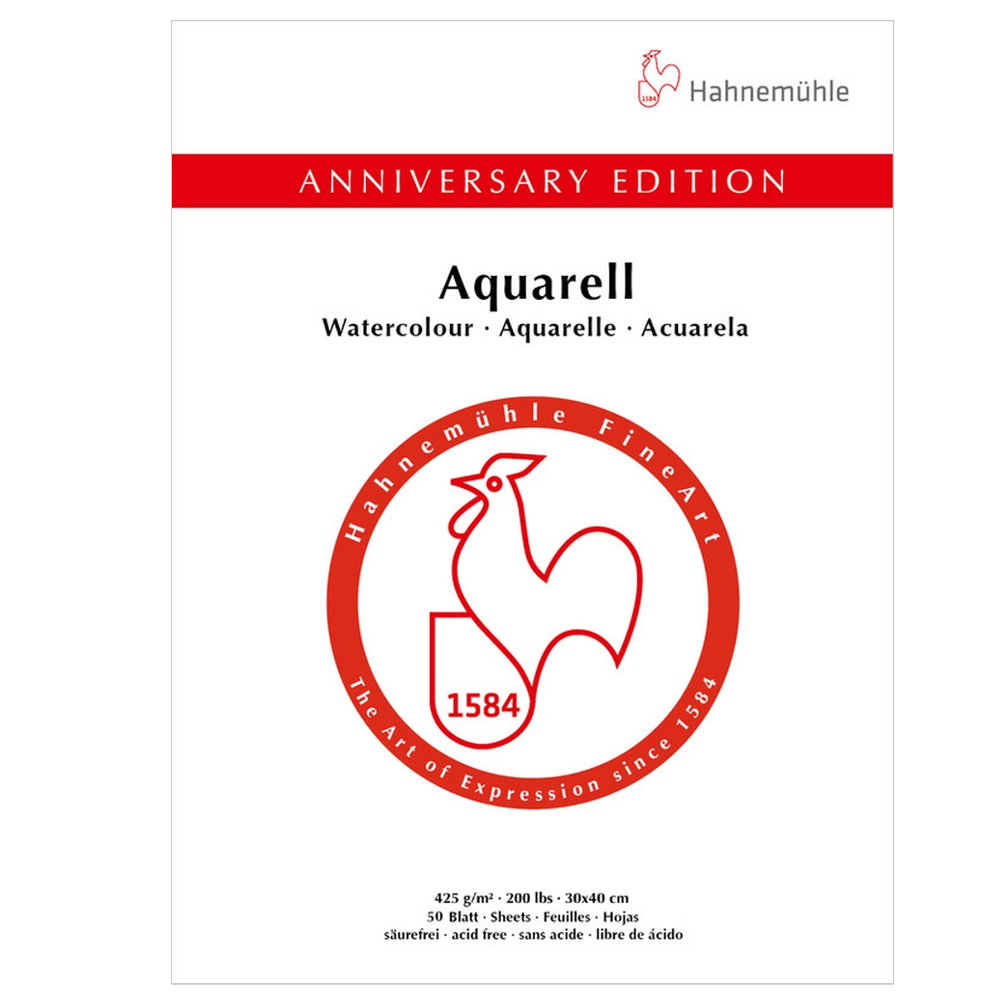 1584
Hahnemühle
ANNIVERSARY EDITION
Aquarell
Watercolour · Aquarelle · Acuarela
Hahnemühle FineArt
1584
The Art of Expression since 1584
425 g/m² · 200 lbs · 30x40 cm
50 Blatt · Sheets · Feuilles · Hojas
säurefrei · acid free · sans acide · libre de ácido